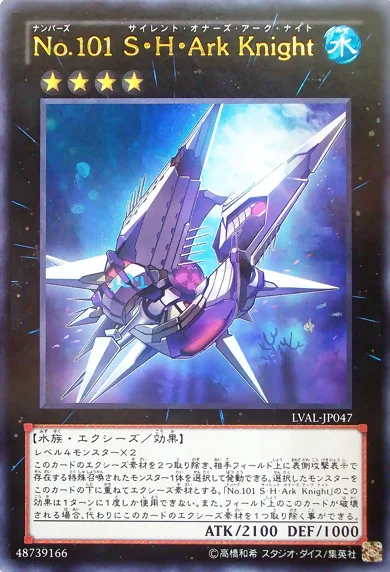 ナンバーズ サイレント・オナーズ・アーク・ナイト
No.101 S・H・Ark Knight
水
LVAL-JP047
【水族・エクシーズ／効果】
レベル4モンスター×2
このカードのエクシーズ素材を2つ取り除き、相手フィールド上に表側攻撃表示で
存在する特殊召喚されたモンスター1体を選択して発動できる。選択したモンスターを
このカードの下に重ねてエクシーズ素材とする。「No.101 S・H・Ark Knight」のこの
効果は1ターンに1度しか使用できない。また、フィールド上のこのカードが破壊
される場合、代わりにこのカードのエクシーズ素材を1つ取り除く事ができる。
ATK/2100 DEF/1000
48739166
©高橋和希 スタジオ・ダイス/集英社